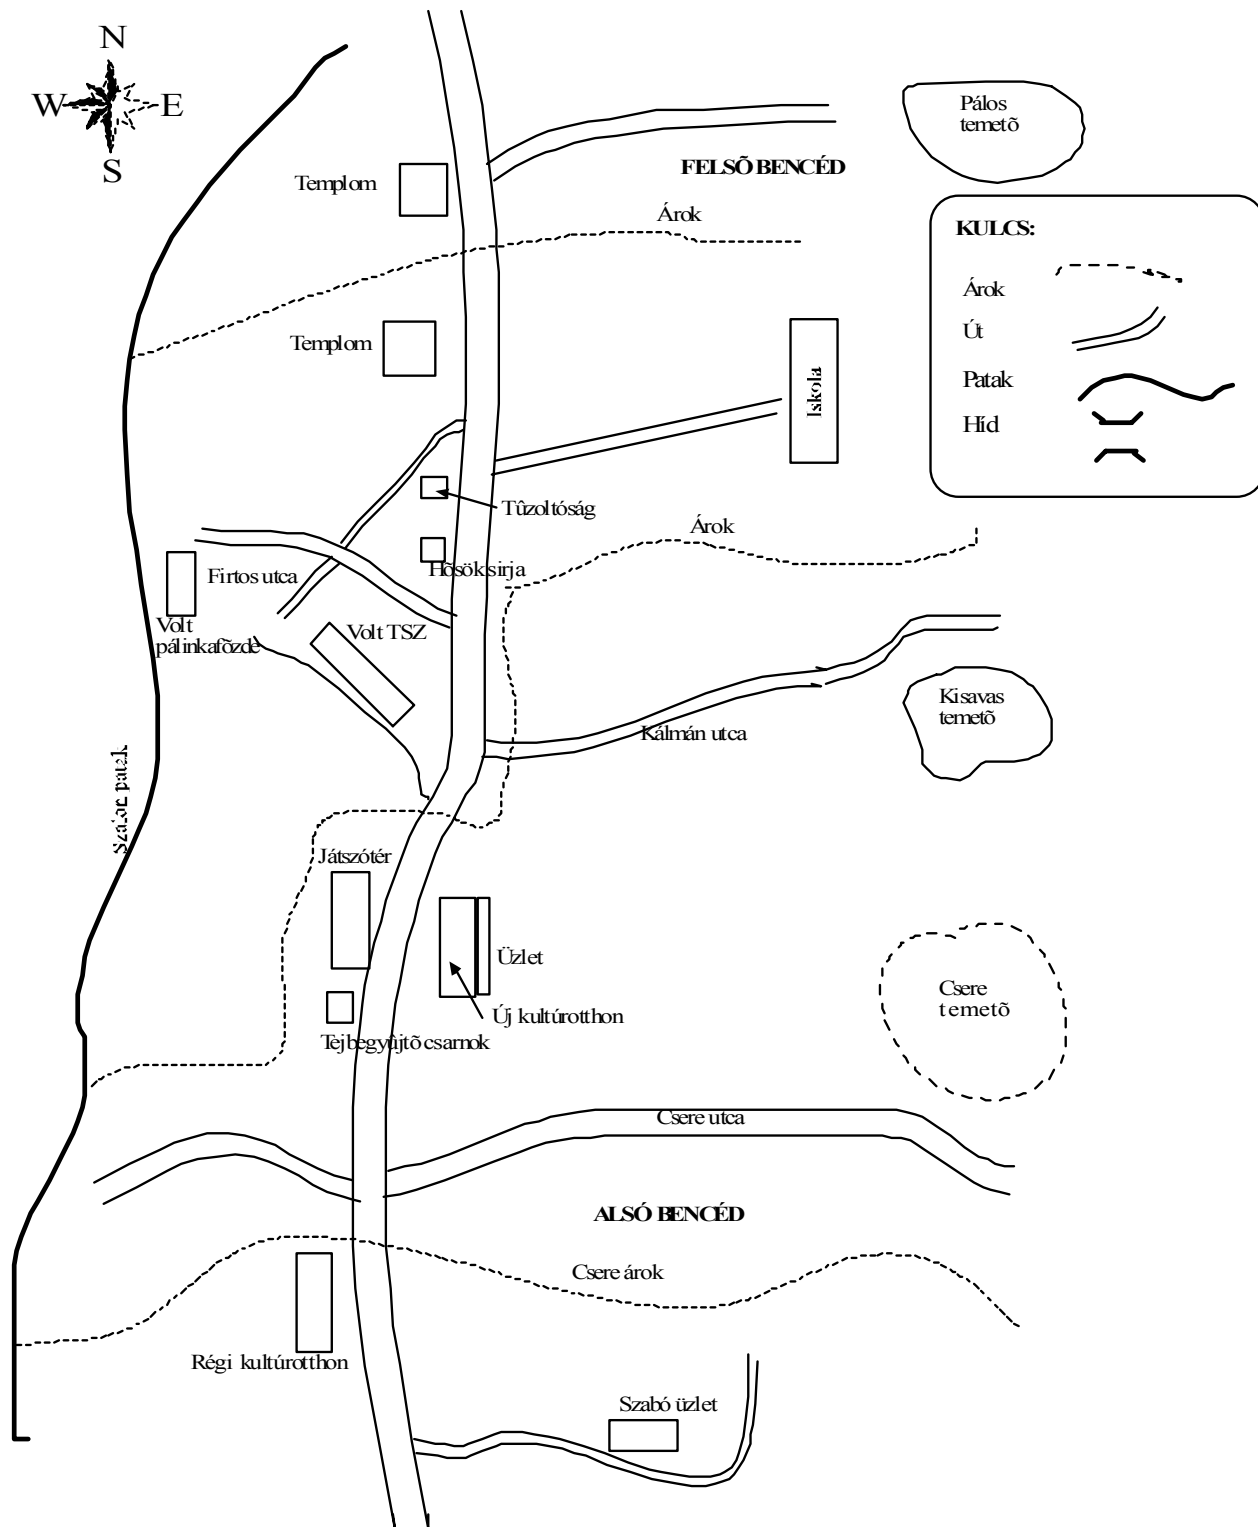 N
W E
S
Pálos
temetõ
FELSÕ BENCÉD
Templom
Árok
KULCS:
Árok
Út
Patak
Híd
Templom
Iskola
Tûzoltóság
Árok
Hõsök sirja
Firtos utca
Volt
pálinkafõzde
Volt TSZ
Kisavas
temetõ
Kálmán utca
patak
Játszótér
Üzlet
Új kultúrotthon
Csere
temetõ
Tejbegyûjtõ csarnok
Csere utca
ALSÓ BENCÉD
Csere árok
Régi kultúrotthon
Szabó üzlet